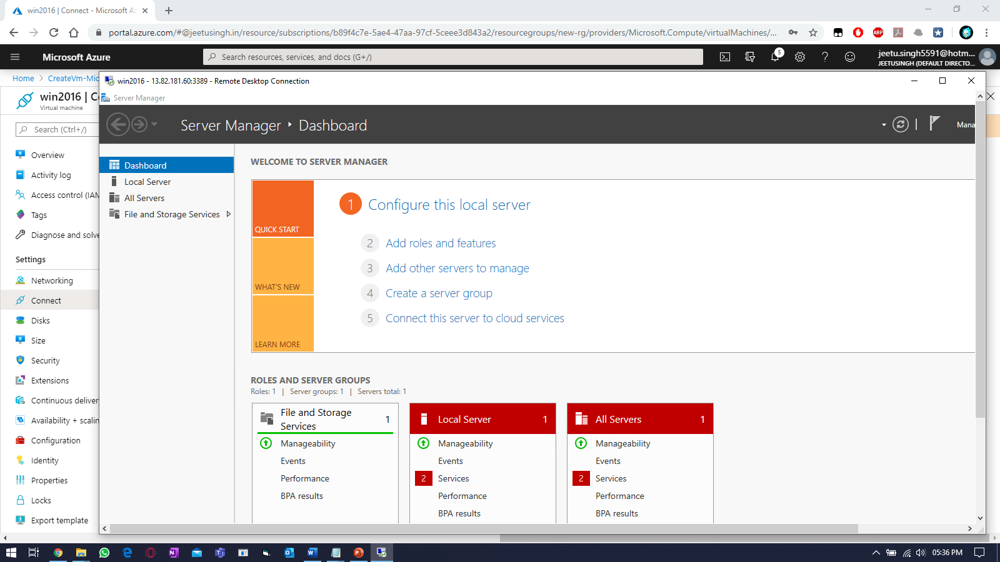 win2016 | Connect - Microsoft Az
portal.azure.com/#@jeetusingh.in/resource/subscriptions/b89f4c7e-5ae4-47aa-97cf-5ceee3d843a2/resourcegroups/new-rg/providers/Microsoft.Compute/virtualMachines/...
ABP
Microsoft Azure
Search resources, services, and docs (G+/)
5
jeetu.singh5591@hotm...
JEETUSINGH (DEFAULT DIRECTO...
Home > CreateVm-Mic
win2016 | Co
Virtual machine
Search (Ctrl+/)
Overview
Activity log
Access control (IAM
Tags
Diagnose and solve
Settings
Networking
Connect
Disks
Size
Security
Extensions
Continuous deliver
Availability + scalin
Configuration
Identity
Properties
Locks
Export template
win2016 - 13.82.181.60:3389 - Remote Desktop Connection
Server Manager
Server Manager ‣ Dashboard
Mana
Dashboard
Local Server
All Servers
File and Storage Services
WELCOME TO SERVER MANAGER
QUICK START
WHAT'S NEW
LEARN MORE
1 Configure this local server
2 Add roles and features
3 Add other servers to manage
4 Create a server group
5 Connect this server to cloud services
ROLES AND SERVER GROUPS
Roles: 1 | Server groups: 1 | Servers total: 1
File and Storage Services 1
Manageability
Events
Performance
BPA results
Local Server 1
Manageability
Events
2 Services
Performance
BPA results
All Servers 1
Manageability
Events
2 Services
Performance
BPA results
05:36 PM